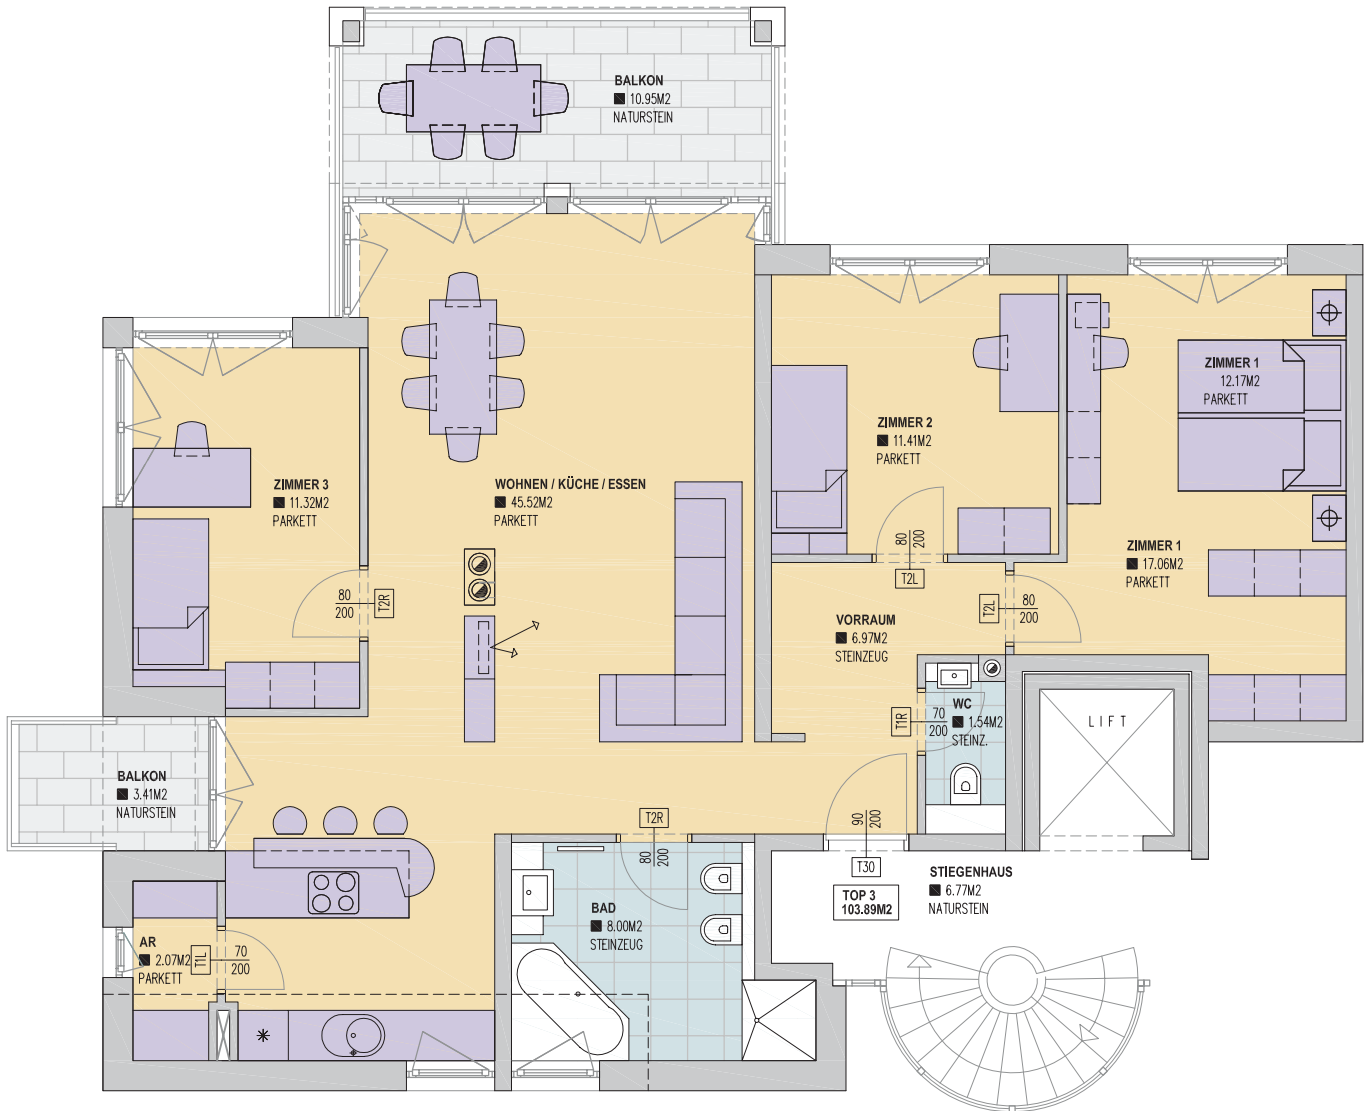 BALKON
10.95M2
NATURSTEIN
ZIMMER 1
12.17M2
PARKETT
ZIMMER 2
11.41M2
PARKETT
ZIMMER 3
11.32M2
PARKETT
WOHNEN / KÜCHE / ESSEN
45.52M2
PARKETT
80
200
T2L
ZIMMER 1
17.06M2
PARKETT
80
200
T2R
T2L
80
200
VORRAUM
6.97M2
STEINZEUG
WC
1.54M2
STEINZ.
T1R
70
200
LIFT
BALKON
3.41M2
NATURSTEIN
T2R
80
200
90
200
T30
TOP 3
103.89M2
STIEGENHAUS
6.77M2
NATURSTEIN
BAD
8.00M2
STEINZEUG
AR
2.07M2
PARKETT
T1L
70
200